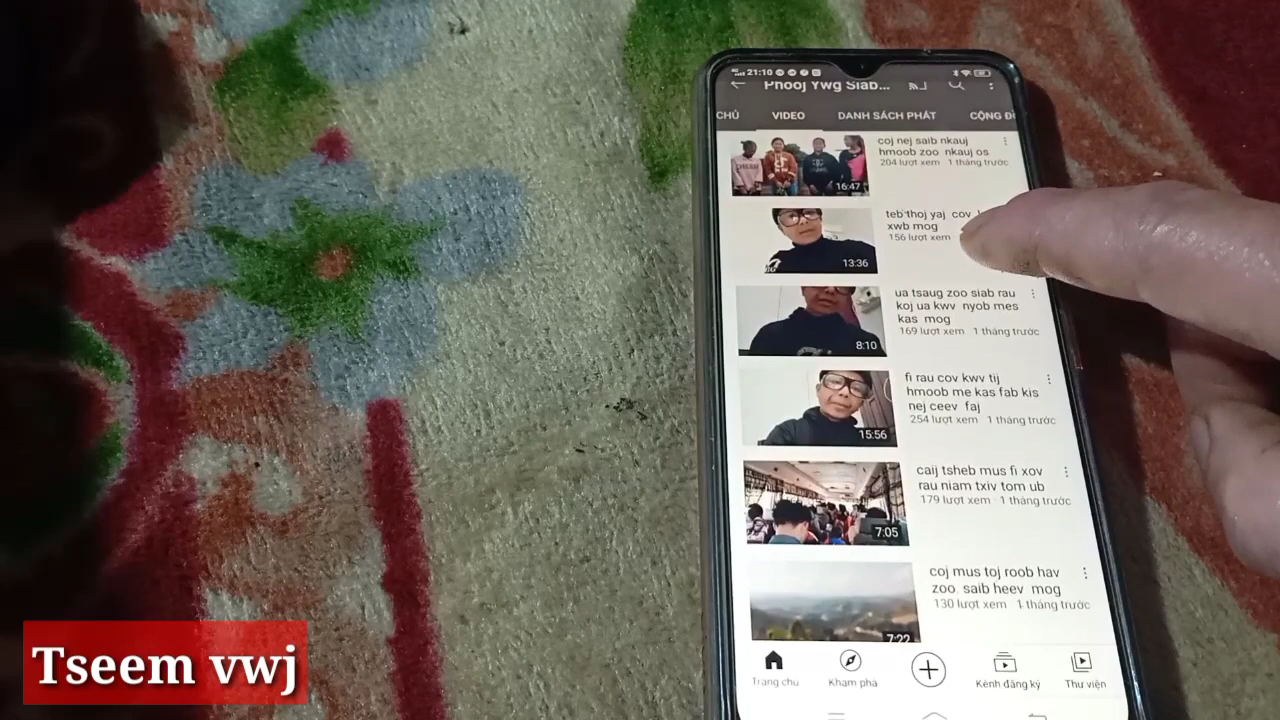 21:10
Phooj Ywg Siab...
CHỦ VIDEO DANH SÁCH PHÁT CỘNG
coj nej saib nkauj
hmoob zoo nkauj os
204 lượt xem 1 tháng trước
16:47
teb thoj yaj cov
xwb mog
156 lượt xem
13:36
ua tsaug zoo siab rau
koj ua kwv nyob mes
kas mog
169 lượt xem 1 tháng trước
8:10
fi rau cov kwv tij
hmoob me kas fab kis
nej ceev faj
254 lượt xem 1 tháng trước
15:56
caij tsheb mus fi xov
rau niam txiv tom ub
179 lượt xem 1 tháng trước
7:05
coj mus toj roob hav
zoo. saib heev mog
130 lượt xem 1 tháng trước
7:22
Trang chủ Khám phá Kênh đăng ký Thư viện
Tseem vwj